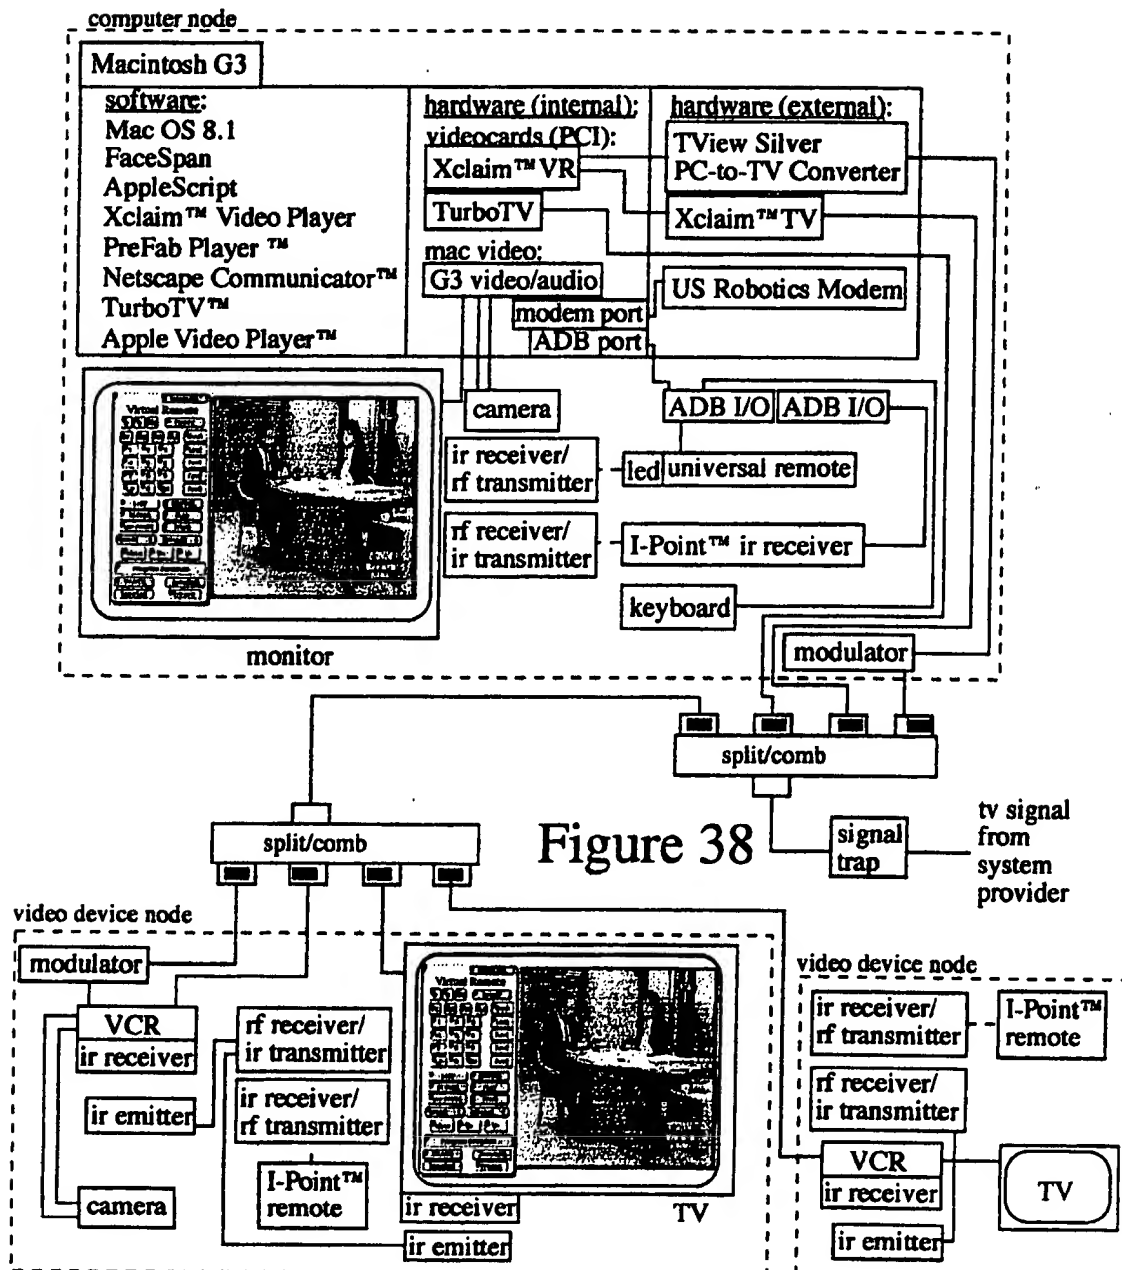 computer node
Macintosh G3
software:
Mac OS 8.1
FaceSpan
AppleScript
Xclaim™ Video Player
PreFab Player ™
Netscape Communicator™
TurboTV™
Apple Video Player™
hardware (internal):
videocards (PCI):
Xclaim™ VR
TurboTV
mac video:
G3 video/audio
modem port
ADB port
hardware (external):
TView Silver
PC-to-TV Converter
Xclaim™ TV
US Robotics Modem
camera
ADB I/O
ADB I/O
ir receiver/
rf transmitter
led
universal remote
rf receiver/
ir transmitter
I-Point™ ir receiver
keyboard
modulator
Virtual Remote
monitor
split/comb
split/comb
Figure 38
signal
trap
tv signal
from
system
provider
video device node
modulator
VCR
ir receiver
ir emitter
camera
rf receiver/
ir transmitter
ir receiver/
rf transmitter
I-Point™
remote
Virtual Remote
ir receiver
TV
ir emitter
video device node
ir receiver/
rf transmitter
I-Point™
remote
rf receiver/
ir transmitter
VCR
ir receiver
ir emitter
TV